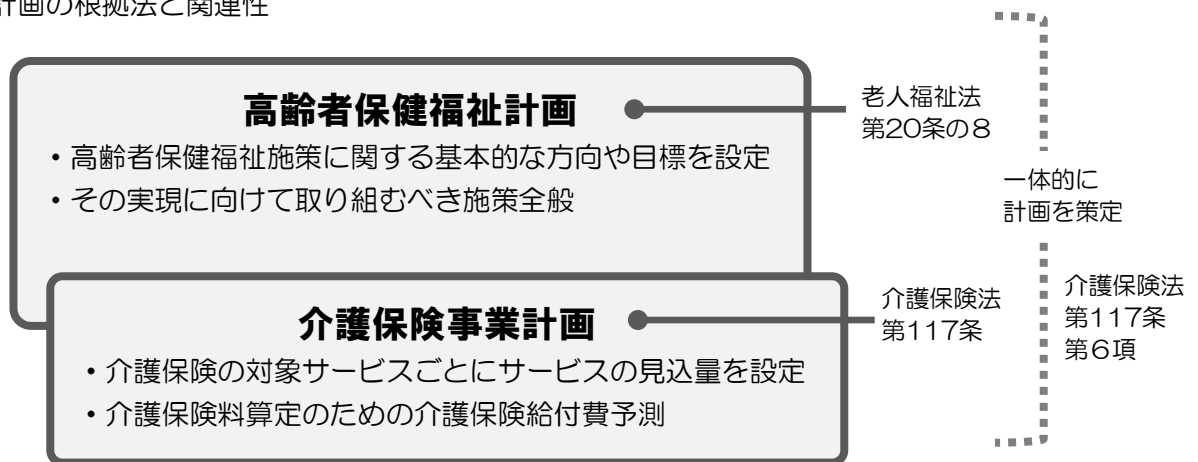 計画の根拠法と関連性
高齢者保健福祉計画
・高齢者保健福祉施策に関する基本的な方向や目標を設定
・その実現に向けて取り組むべき施策全般
老人福祉法
第20条の8
一体的に
計画を策定
介護保険事業計画
・介護保険の対象サービスごとにサービスの見込量を設定
・介護保険料算定のための介護保険給付費予測
介護保険法
第117条
介護保険法
第117条
第6項